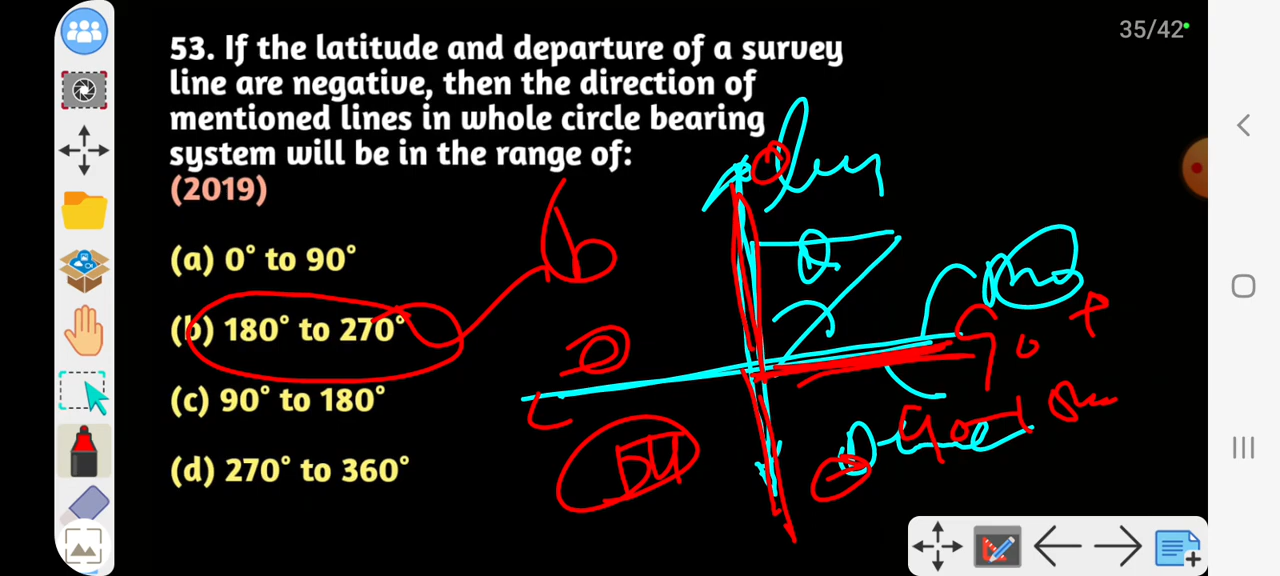 35/42
53. If the latitude and departure of a survey
line are negative, then the direction of
mentioned lines in whole circle bearing
system will be in the range of:
(2019)
(a) 0° to 90°
(b) 180° to 270°
(c) 90° to 180°
(d) 270° to 360°
b